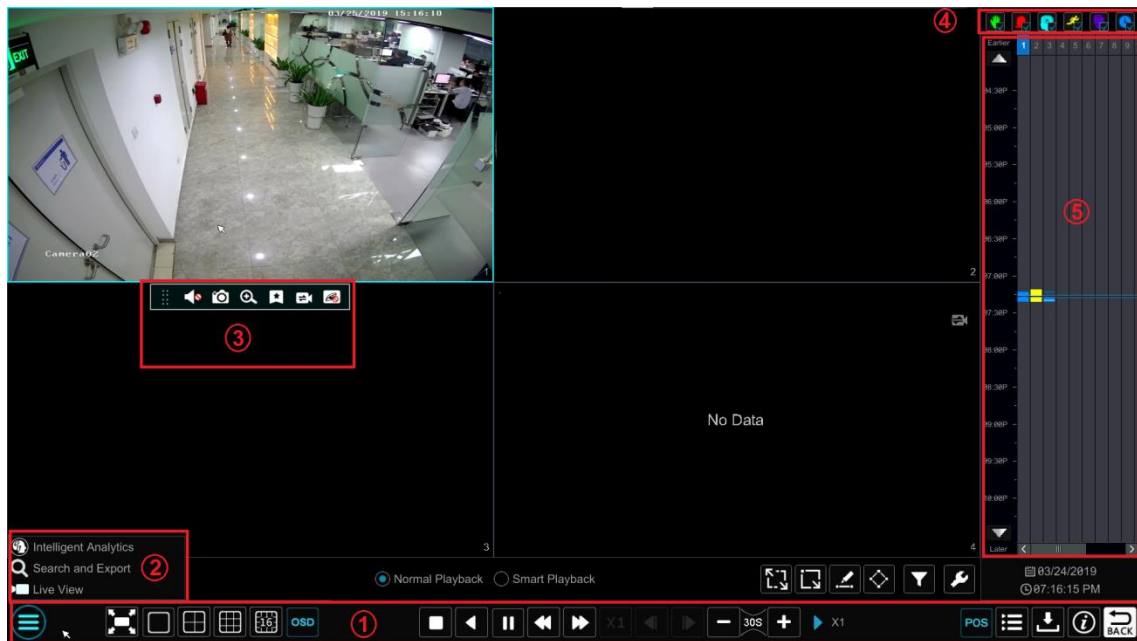 03/25/2019 15:16:10
EXIT
Camera02
1
2
3
4
No Data
①
②
③
④
⑤
Earlier
1 2 3 4 5 6 7 8 9
04:30P
05:00P
05:30P
06:00P
06:30P
07:00P
07:30P
08:00P
08:30P
09:00P
09:30P
10:00P
Later
Intelligent Analytics
Search and Export
Live View
Normal Playback
Smart Playback
03/24/2019
07:16:15 PM
16
OSD
X1
30S
X1
POS
BACK